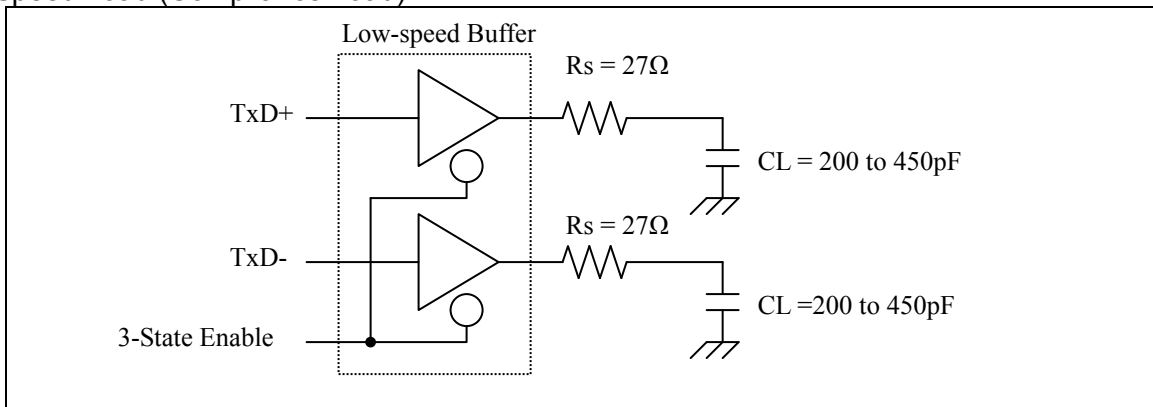 Low-speed Buffer
Rs = 27Ω
TxD+
CL = 200 to 450pF
Rs = 27Ω
TxD-
CL =200 to 450pF
3-State Enable